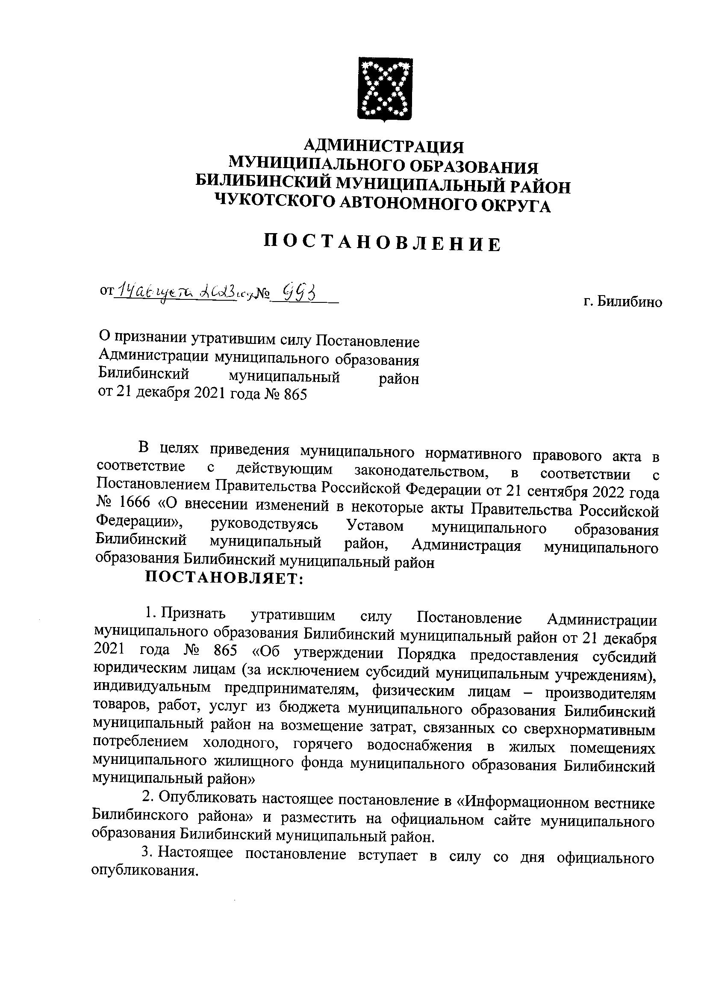 АДМИНИСТРАЦИЯ
МУНИЦИПАЛЬНОГО ОБРАЗОВАНИЯ
БИЛИБИНСКИЙ МУНИЦИПАЛЬНЫЙ РАЙОН
ЧУКОТСКОГО АВТОНОМНОГО ОКРУГА
П О С Т А Н О В Л Е Н И Е
от 14 августа 2023 № 993
г. Билибино
О признании утратившим силу Постановление
Администрации муниципального образования
Билибинский муниципальный район
от 21 декабря 2021 года № 865
В целях приведения муниципального нормативного правового акта в
соответствие с действующим законодательством, в соответствии с
Постановлением Правительства Российской Федерации от 21 сентября 2022 года
№ 1666 «О внесении изменений в некоторые акты Правительства Российской
Федерации», руководствуясь Уставом муниципального образования
Билибинский муниципальный район, Администрация муниципального
образования Билибинский муниципальный район
ПОСТАНОВЛЯЕТ:
1. Признать утратившим силу Постановление Администрации
муниципального образования Билибинский муниципальный район от 21 декабря
2021 года № 865 «Об утверждении Порядка предоставления субсидий
юридическим лицам (за исключением субсидий муниципальным учреждениям),
индивидуальным предпринимателям, физическим лицам – производителям
товаров, работ, услуг из бюджета муниципального образования Билибинский
муниципальный район на возмещение затрат, связанных со сверхнормативным
потреблением холодного, горячего водоснабжения в жилых помещениях
муниципального жилищного фонда муниципального образования Билибинский
муниципальный район»
2. Опубликовать настоящее постановление в «Информационном вестнике
Билибинского района» и разместить на официальном сайте муниципального
образования Билибинский муниципальный район.
3. Настоящее постановление вступает в силу со дня официального
опубликования.